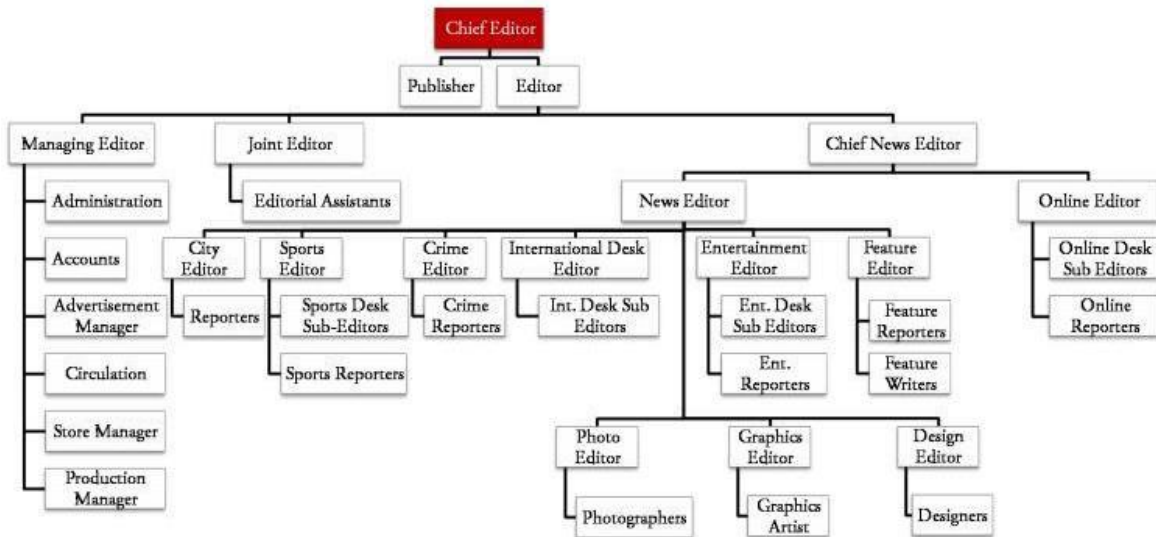 Chief Editor
Publisher
Editor
Managing Editor
Joint Editor
Chief News Editor
Administration
Editorial Assistants
News Editor
Online Editor
Accounts
City
Editor
Sports
Editor
Crime
Editor
International Desk
Editor
Entertainment
Editor
Feature
Editor
Online Desk
Sub Editors
Advertisement
Manager
Reporters
Sports Desk
Sub-Editors
Crime
Reporters
Int. Desk Sub
Editors
Ent. Desk
Sub Editors
Feature
Reporters
Online
Reporters
Circulation
Sports Reporters
Ent.
Reporters
Feature
Writers
Store Manager
Photo
Editor
Graphics
Editor
Design
Editor
Production
Manager
Photographers
Graphics
Artist
Designers